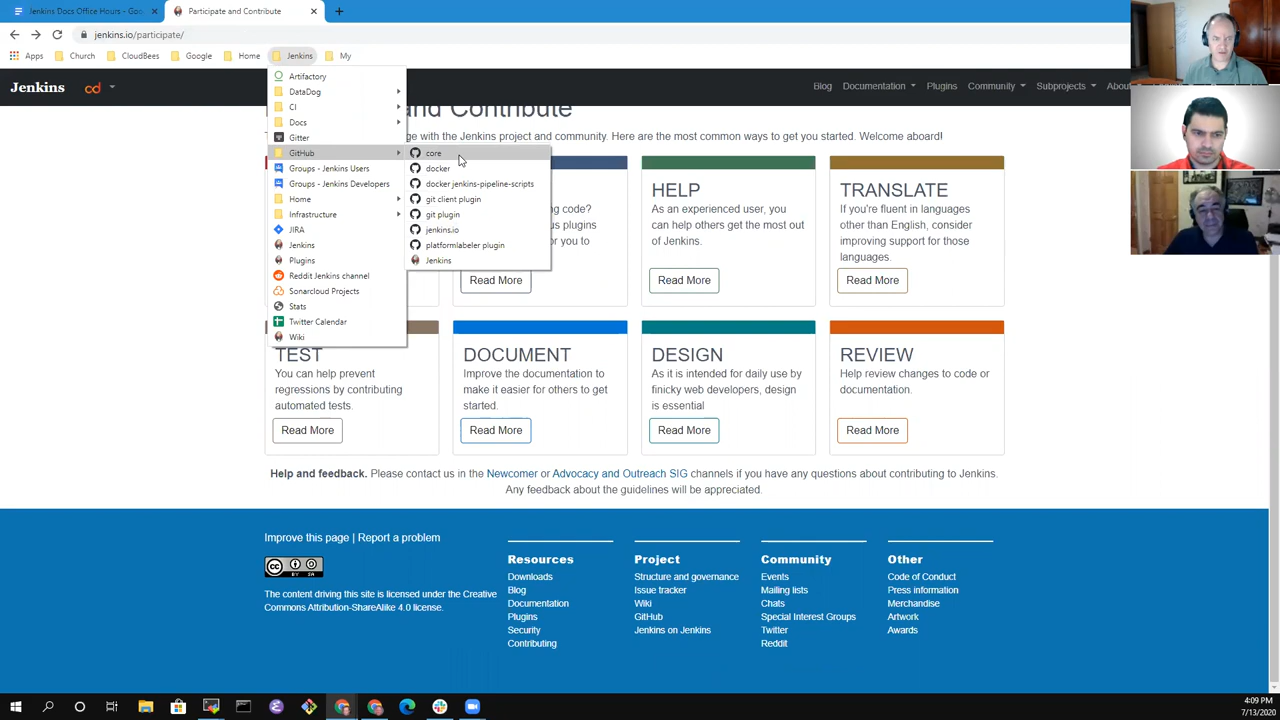 Jenkins Docs Office Hours - Goo
Participate and Contribute
jenkins.io/participate/
Apps
Church
CloudBees
Google
Home
Jenkins
My
Jenkins
cd
Blog
Documentation
Plugins
Community
Subprojects
About
Artifactory
DataDog
CI
Docs
Gitter
GitHub
Groups - Jenkins Users
Groups - Jenkins Developers
Home
Infrastructure
JIRA
Jenkins
Plugins
Reddit Jenkins channel
Sonarcloud Projects
Stats
Twitter Calendar
Wiki
core
docker
docker jenkins-pipeline-scripts
git client plugin
git plugin
jenkins.io
platformlabeler plugin
Jenkins
and Contribute
ge with the Jenkins project and community. Here are the most common ways to get you started. Welcome aboard!
ing code?
us plugins
or you to
Read More
HELP
As an experienced user, you
can help others get the most out
of Jenkins.
Read More
TRANSLATE
If you're fluent in languages
other than English, consider
improving support for those
languages.
Read More
TEST
You can help prevent
regressions by contributing
automated tests.
Read More
DOCUMENT
Improve the documentation to
make it easier for others to get
started.
Read More
DESIGN
As it is intended for daily use by
finicky web developers, design
is essential
Read More
REVIEW
Help review changes to code or
documentation.
Read More
Help and feedback. Please contact us in the Newcomer or Advocacy and Outreach SIG channels if you have any questions about contributing to Jenkins.
Any feedback about the guidelines will be appreciated.
Improve this page | Report a problem
CC BY SA
The content driving this site is licensed under the Creative
Commons Attribution-ShareAlike 4.0 license.
Resources
Downloads
Blog
Documentation
Plugins
Security
Contributing
Project
Structure and governance
Issue tracker
Wiki
GitHub
Jenkins on Jenkins
Community
Events
Mailing lists
Chats
Special Interest Groups
Twitter
Reddit
Other
Code of Conduct
Press information
Merchandise
Artwork
Awards
4:09 PM
7/13/2020